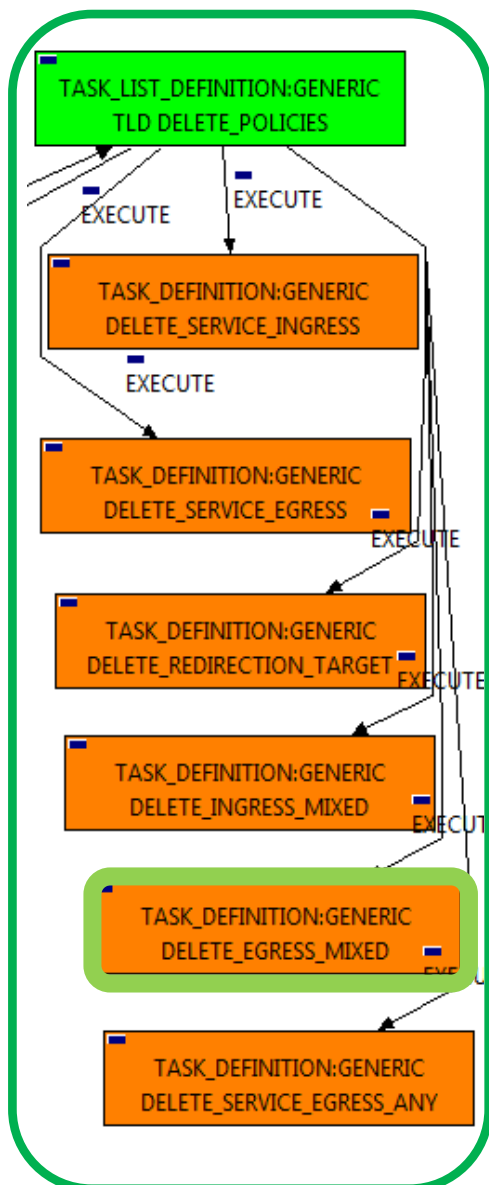 TASK_LIST_DEFINITION:GENERIC
TLD DELETE_POLICIES
EXECUTE
EXECUTE
TASK_DEFINITION:GENERIC
DELETE_SERVICE_INGRESS
EXECUTE
TASK_DEFINITION:GENERIC
DELETE_SERVICE_EGRESS
EXECUTE
TASK_DEFINITION:GENERIC
DELETE_REDIRECTION_TARGET
EXECUTE
TASK_DEFINITION:GENERIC
DELETE_INGRESS_MIXED
EXECUT
TASK_DEFINITION:GENERIC
DELETE_EGRESS_MIXED
TASK_DEFINITION:GENERIC
DELETE_SERVICE_EGRESS_ANY